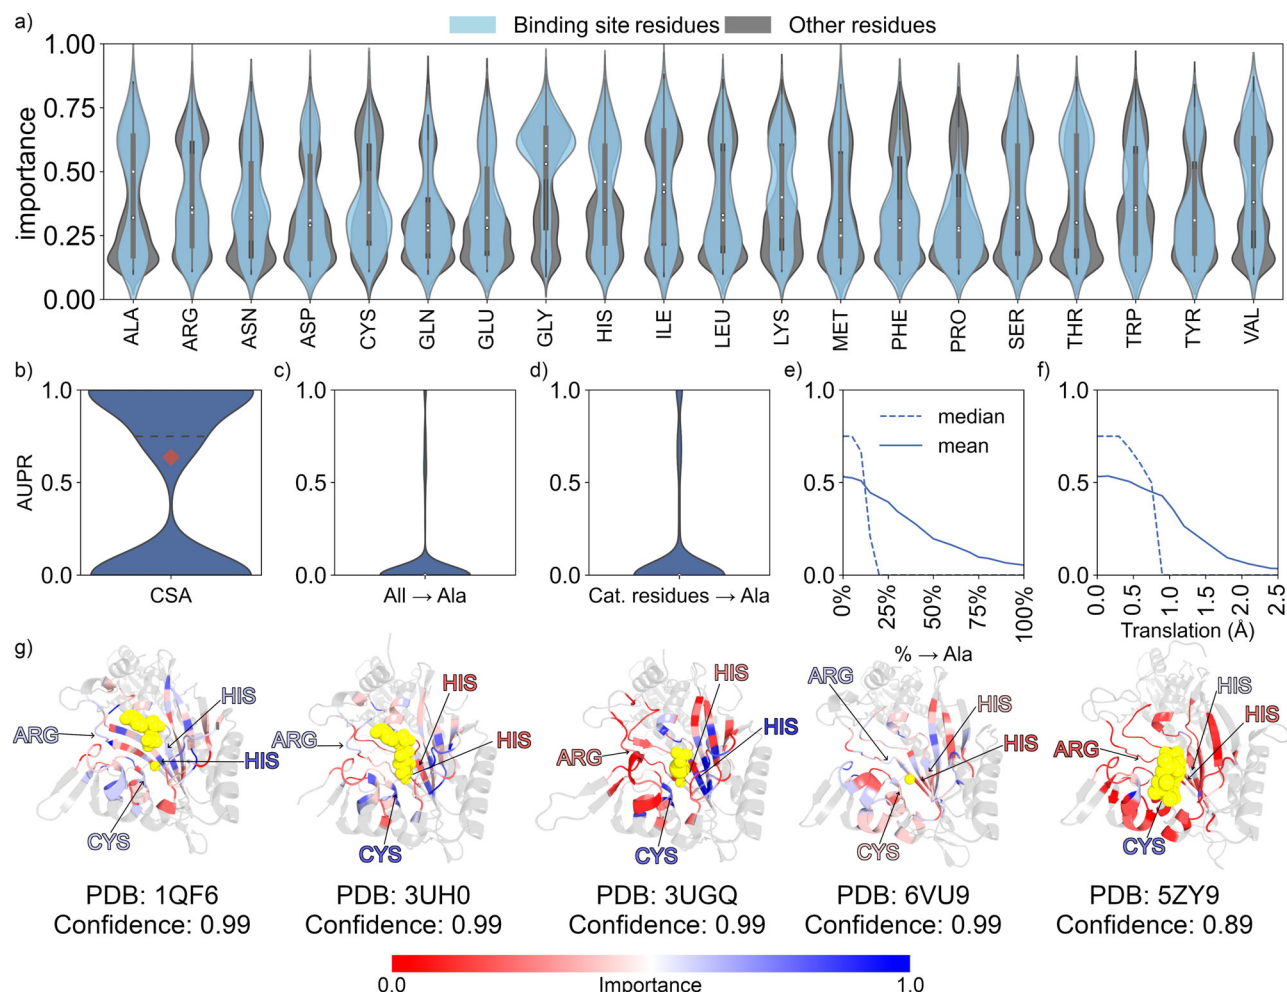 a)
Binding site residues
Other residues
1.00
0.75
0.50
0.25
0.00
importance
ALA
ARG
ASN
ASP
CYS
GLN
GLU
GLY
HIS
ILE
LEU
LYS
MET
PHE
PRO
SER
THR
TRP
TYR
VAL
b)
1.0
0.5
0.0
AUPR
CSA
c)
1.0
0.5
0.0
All → Ala
d)
1.0
0.5
0.0
Cat. residues → Ala
e)
1.0
0.5
0.0
median
mean
0%
25%
50%
75%
100%
% → Ala
f)
1.0
0.5
0.0
0.0
0.5
1.0
1.5
2.0
2.5
Translation (Å)
g)
ARG
HIS
HIS
CYS
PDB: 1QF6
Confidence: 0.99
ARG
HIS
HIS
CYS
PDB: 3UH0
Confidence: 0.99
ARG
HIS
HIS
CYS
PDB: 3UGQ
Confidence: 0.99
ARG
HIS
HIS
CYS
PDB: 6VU9
Confidence: 0.99
ARG
HIS
HIS
CYS
PDB: 5ZY9
Confidence: 0.89
0.0
Importance
1.0